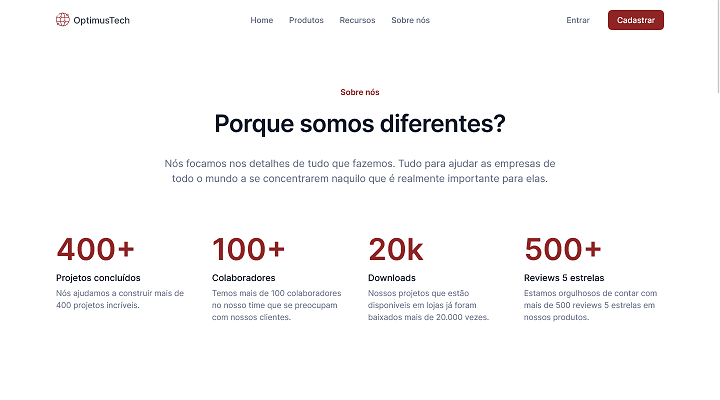 OptimusTech
Home
Produtos
Recursos
Sobre nós
Entrar
Cadastrar
Sobre nós
Porque somos diferentes?
Nós focamos nos detalhes de tudo que fazemos. Tudo para ajudar as empresas de
todo o mundo a se concentrarem naquilo que é realmente importante para elas.
400+
Projetos concluídos
Nós ajudamos a construir mais de
400 projetos incríveis.
100+
Colaboradores
Temos mais de 100 colaboradores
no nosso time que se preocupam
com nossos clientes.
20k
Downloads
Nossos projetos que estão
disponíveis em lojas já foram
baixados mais de 20.000 vezes.
500+
Reviews 5 estrelas
Estamos orgulhosos de contar com
mais de 500 reviews 5 estrelas em
nossos produtos.